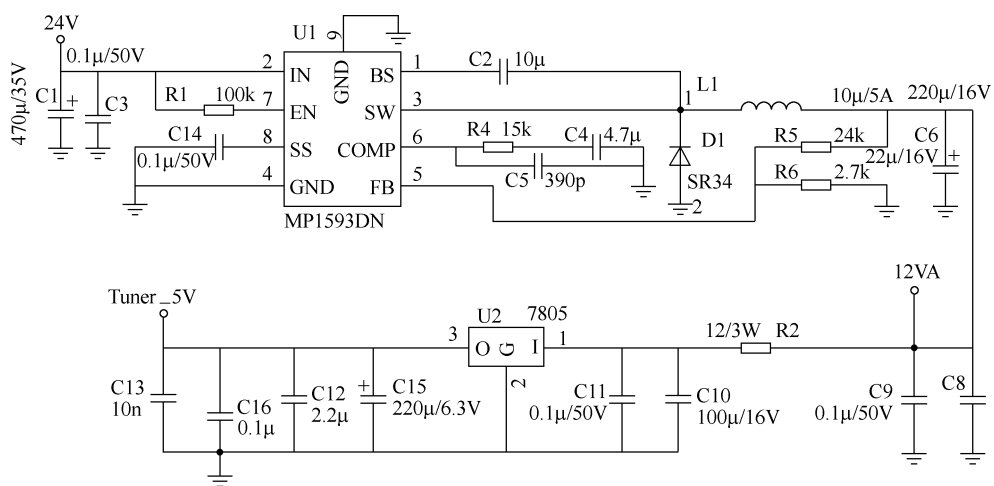 24V
470μ/35V
C1
+
0.1μ/50V
C3
R1
100k
C14
0.1μ/50V
U1
9
GND
2
IN
7
EN
8
SS
4
GND
BS
1
SW
3
COMP
6
FB
5
MP1593DN
C2
10μ
R4
15k
C4
4.7μ
C5
390p
1
L1
10μ/5A
D1
SR34
2
R5
24k
R6
2.7k
220μ/16V
C6
22μ/16V
+
Tuner_5V
C13
10n
C16
0.1μ
C12
2.2μ
+
C15
220μ/6.3V
3
U2
7805
O
G
I
1
2
C11
0.1μ/50V
C10
100μ/16V
12/3W
R2
12VA
C9
0.1μ/50V
C8